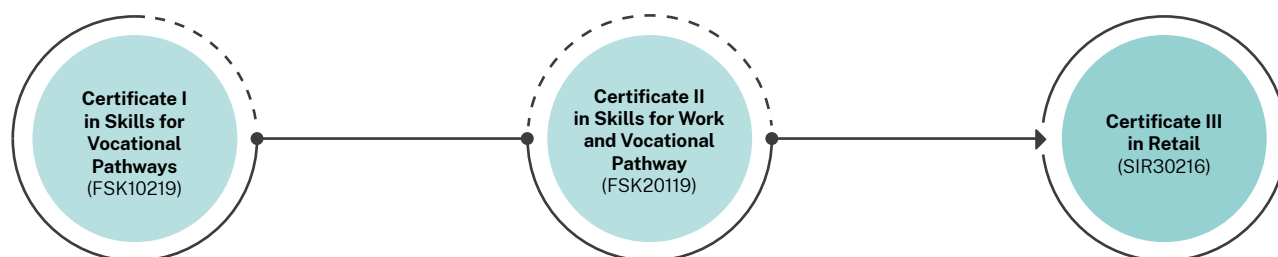 Certificate I
in Skills for
Vocational
Pathways
(FSK10219)
Certificate II
in Skills for Work
and Vocational
Pathway
(FSK20119)
Certificate III
in Retail
(SIR30216)